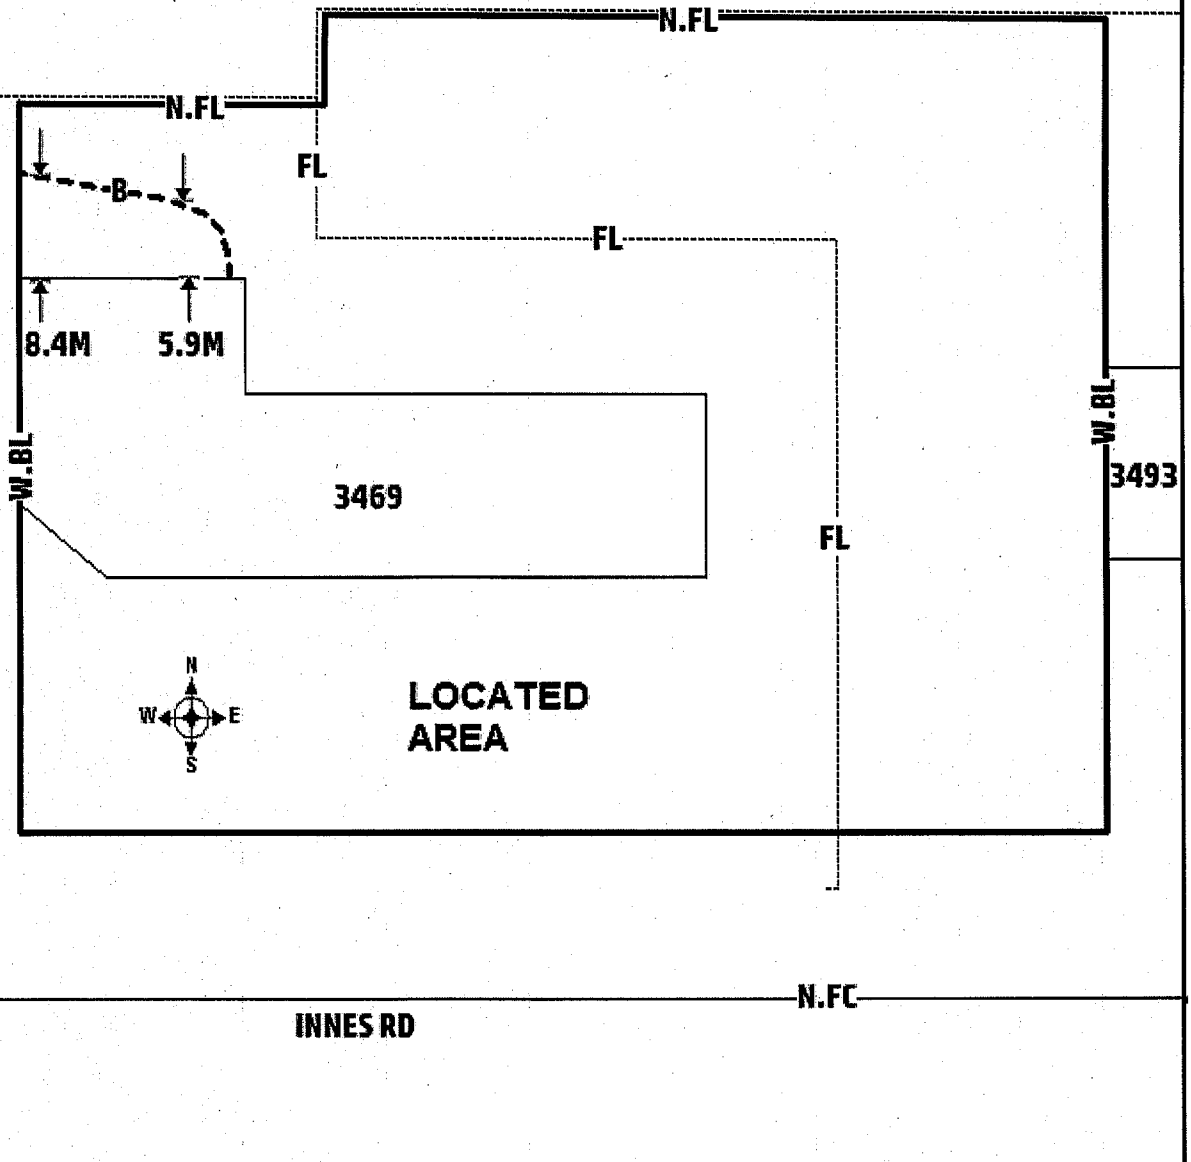 N.FL
N.FL
FL
B
FL
8.4M 5.9M
W.BL
W.BL
3493
3469
FL
N
W E
S
LOCATED
AREA
N.FC
INNES RD